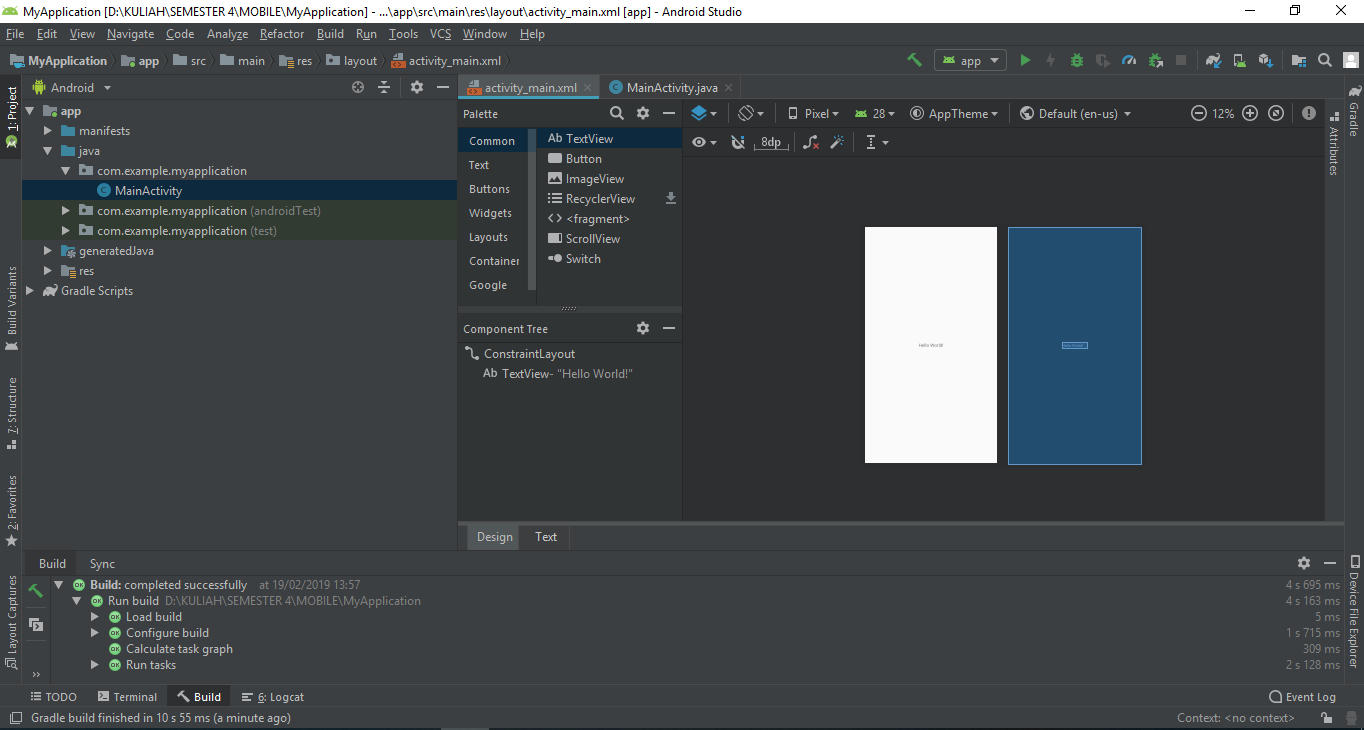 MyApplication [D:\KULIAH\SEMESTER 4\MOBILE\MyApplication] - ...\app\src\main\res\layout\activity_main.xml [app] - Android Studio
File Edit View Navigate Code Analyze Refactor Build Run Tools VCS Window Help
MyApplication app src main res layout activity_main.xml
app
1: Project
Build Variants
7: Structure
2: Favorites
Layout Captures
Android
app
manifests
java
com.example.myapplication
C MainActivity
com.example.myapplication (androidTest)
com.example.myapplication (test)
generatedJava
res
Gradle Scripts
activity_main.xml
C MainActivity.java
Palette
Common
Text
Buttons
Widgets
Layouts
Container
Google
Ab TextView
Button
ImageView
RecyclerView
<> <fragment>
ScrollView
Switch
Component Tree
ConstraintLayout
Ab TextView- "Hello World!"
Pixel 28 AppTheme Default (en-us) 12%
8dp
Hello World!
Gradle
Attributes
Device File Explorer
Design Text
Build Sync
OK Build: completed successfully at 19/02/2019 13:57 4 s 695 ms
OK Run build D:\KULIAH\SEMESTER 4\MOBILE\MyApplication 4 s 163 ms
OK Load build 5 ms
OK Configure build 1 s 715 ms
OK Calculate task graph 309 ms
OK Run tasks 2 s 128 ms
TODO Terminal Build 6: Logcat Event Log
Gradle build finished in 10 s 55 ms (a minute ago) Context: <no context>